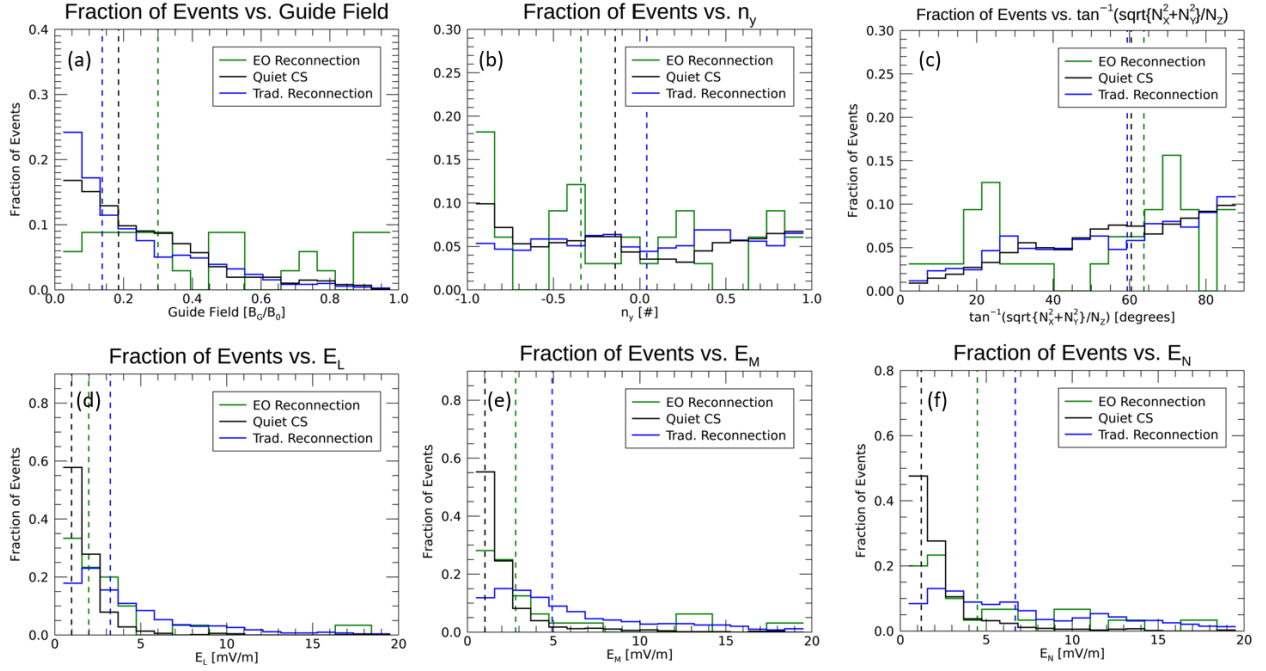 Fraction of Events vs. Guide Field
(a)
EO Reconnection
Quiet CS
Trad. Reconnection
Fraction of Events
0.4
0.3
0.2
0.1
0.0
0.0 0.2 0.4 0.6 0.8 1.0
Guide Field [B_G/B_0]
Fraction of Events vs. n_y
(b)
EO Reconnection
Quiet CS
Trad. Reconnection
Fraction of Events
0.30
0.25
0.20
0.15
0.10
0.05
0.00
-1.0 -0.5 0.0 0.5 1.0
n_y [#]
Fraction of Events vs. tan^-1(sqrt{N_X^2+N_Y^2}/N_Z)
(c)
EO Reconnection
Quiet CS
Trad. Reconnection
Fraction of Events
0.30
0.25
0.20
0.15
0.10
0.05
0.00
0 20 40 60 80
tan^-1(sqrt{N_X^2+N_Y^2}/N_Z) [degrees]
Fraction of Events vs. E_L
(d)
EO Reconnection
Quiet CS
Trad. Reconnection
Fraction of Events
0.8
0.6
0.4
0.2
0.0
0 5 10 15 20
E_L [mV/m]
Fraction of Events vs. E_M
(e)
EO Reconnection
Quiet CS
Trad. Reconnection
Fraction of Events
0.8
0.6
0.4
0.2
0.0
0 5 10 15 20
E_M [mV/m]
Fraction of Events vs. E_N
(f)
EO Reconnection
Quiet CS
Trad. Reconnection
Fraction of Events
0.8
0.6
0.4
0.2
0.0
0 5 10 15 20
E_N [mV/m]